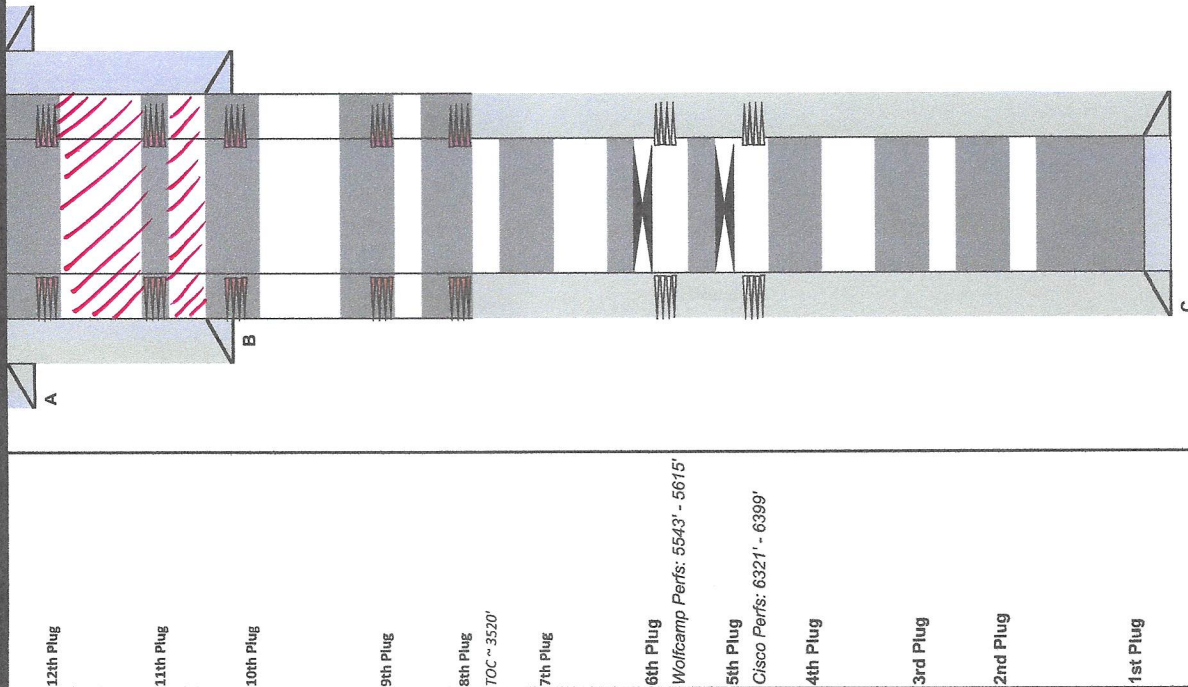 12th Plug
11th Plug
10th Plug
9th Plug
8th Plug
TOC ~ 3520'
7th Plug
6th Plug
Wolfcamp Perfs: 5543' - 5615'
5th Plug
Cisco Perfs: 6321' - 6399'
4th Plug
3rd Plug
2nd Plug
1st Plug
A
B
C